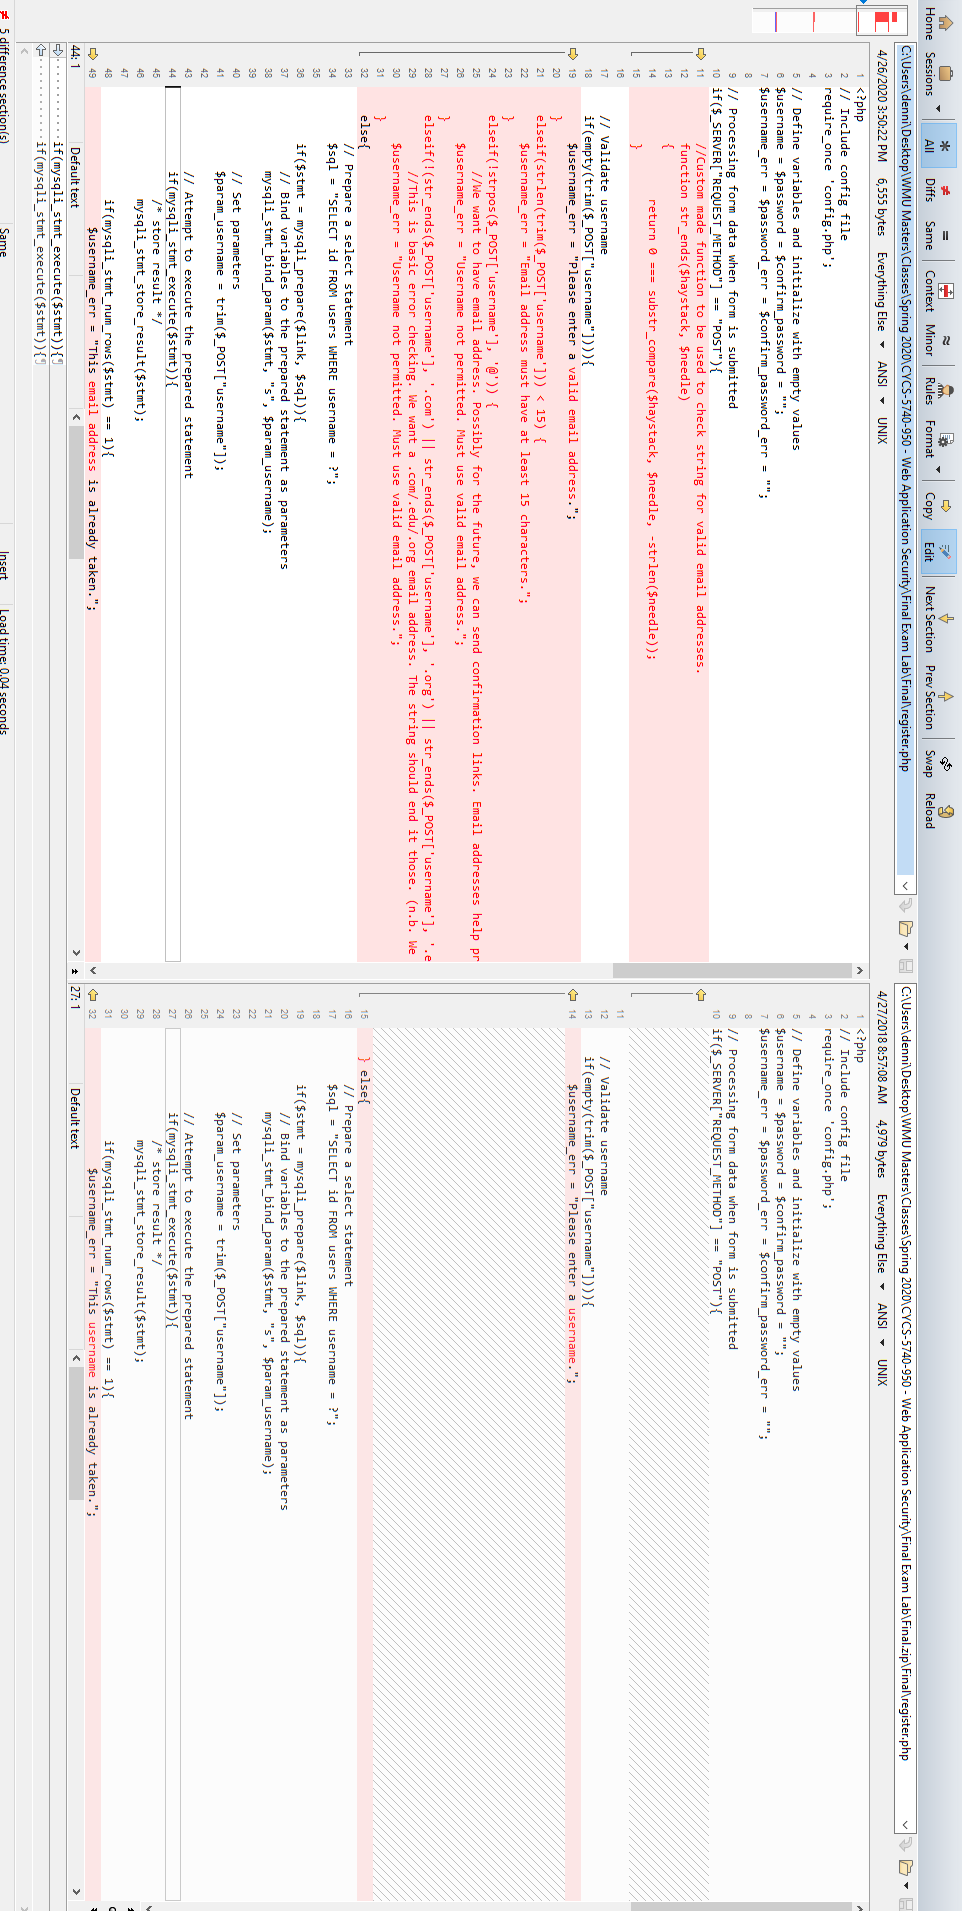 Home Sessions All Diffs Same Context Minor Rules Format Copy Edit Next Section Prev Section Swap Reload
C:\Users\denni\Desktop\WMU Masters\Classes\Spring 2020\CYCS-5740-950 - Web Application Security\Final Exam Lab\Final\register.php
4/26/2020 3:50:22 PM 6,555 bytes Everything Else ANSI UNIX
1 <?php
2 // Include config file
3 require_once 'config.php';
4
5 // Define variables and initialize with empty values
6 $username = $password = $confirm_password = "";
7 $username_err = $password_err = $confirm_password_err = "";
8
9 // Processing form data when form is submitted
10 if($_SERVER["REQUEST_METHOD"] == "POST"){
11 //Custom made function to be used to check string for valid email addresses.
12 function str_ends($haystack, $needle)
13 {
14 return 0 === substr_compare($haystack, $needle, -strlen($needle));
15 }
16
17 // Validate username
18 if(empty(trim($_POST["username"]))){
19 $username_err = "Please enter a valid email address.";
20 }
21 elseif(strlen(trim($_POST['username'])) < 15) {
22 $username_err = "Email address must have at least 15 characters.";
23 }
24 elseif(!strpos($_POST['username'], '@')) {
25 //We want to have email address. Possibly for the future, we can send confirmation links. Email addresses help pr
26 $username_err = "Username not permitted. Must use valid email address.";
27 }
28 elseif(!(str_ends($_POST['username'], '.com') || str_ends($_POST['username'], '.org') || str_ends($_POST['username'], '.e
29 //This is basic error checking. We want a .com/.edu/.org email address. The string should end it those. (n.b. We
30 $username_err = "Username not permitted. Must use valid email address.";
31 }
32 else{
33 // Prepare a select statement
34 $sql = "SELECT id FROM users WHERE username = ?";
35
36 if($stmt = mysqli_prepare($link, $sql)){
37 // Bind variables to the prepared statement as parameters
38 mysqli_stmt_bind_param($stmt, "s", $param_username);
39
40 // Set parameters
41 $param_username = trim($_POST["username"]);
42
43 // Attempt to execute the prepared statement
44 if(mysqli_stmt_execute($stmt)){
45 /* store result */
46 mysqli_stmt_store_result($stmt);
47
48 if(mysqli_stmt_num_rows($stmt) == 1){
49 $username_err = "This email address is already taken.";
44: 1 Default text
C:\Users\denni\Desktop\WMU Masters\Classes\Spring 2020\CYCS-5740-950 - Web Application Security\Final Exam Lab\Final.zip\Final\register.php
4/27/2018 8:57:08 AM 4,979 bytes Everything Else ANSI UNIX
1 <?php
2 // Include config file
3 require_once 'config.php';
4
5 // Define variables and initialize with empty values
6 $username = $password = $confirm_password = "";
7 $username_err = $password_err = $confirm_password_err = "";
8
9 // Processing form data when form is submitted
10 if($_SERVER["REQUEST_METHOD"] == "POST"){
11
12 // Validate username
13 if(empty(trim($_POST["username"]))){
14 $username_err = "Please enter a username.";
15 } else{
16 // Prepare a select statement
17 $sql = "SELECT id FROM users WHERE username = ?";
18
19 if($stmt = mysqli_prepare($link, $sql)){
20 // Bind variables to the prepared statement as parameters
21 mysqli_stmt_bind_param($stmt, "s", $param_username);
22
23 // Set parameters
24 $param_username = trim($_POST["username"]);
25
26 // Attempt to execute the prepared statement
27 if(mysqli_stmt_execute($stmt)){
28 /* store result */
29 mysqli_stmt_store_result($stmt);
30
31 if(mysqli_stmt_num_rows($stmt) == 1){
32 $username_err = "This username is already taken.";
27: 1 Default text
if(mysqli_stmt_execute($stmt)){¶
if(mysqli_stmt_execute($stmt)){¶
5 difference section(s) Same Insert Load time: 0.04 seconds